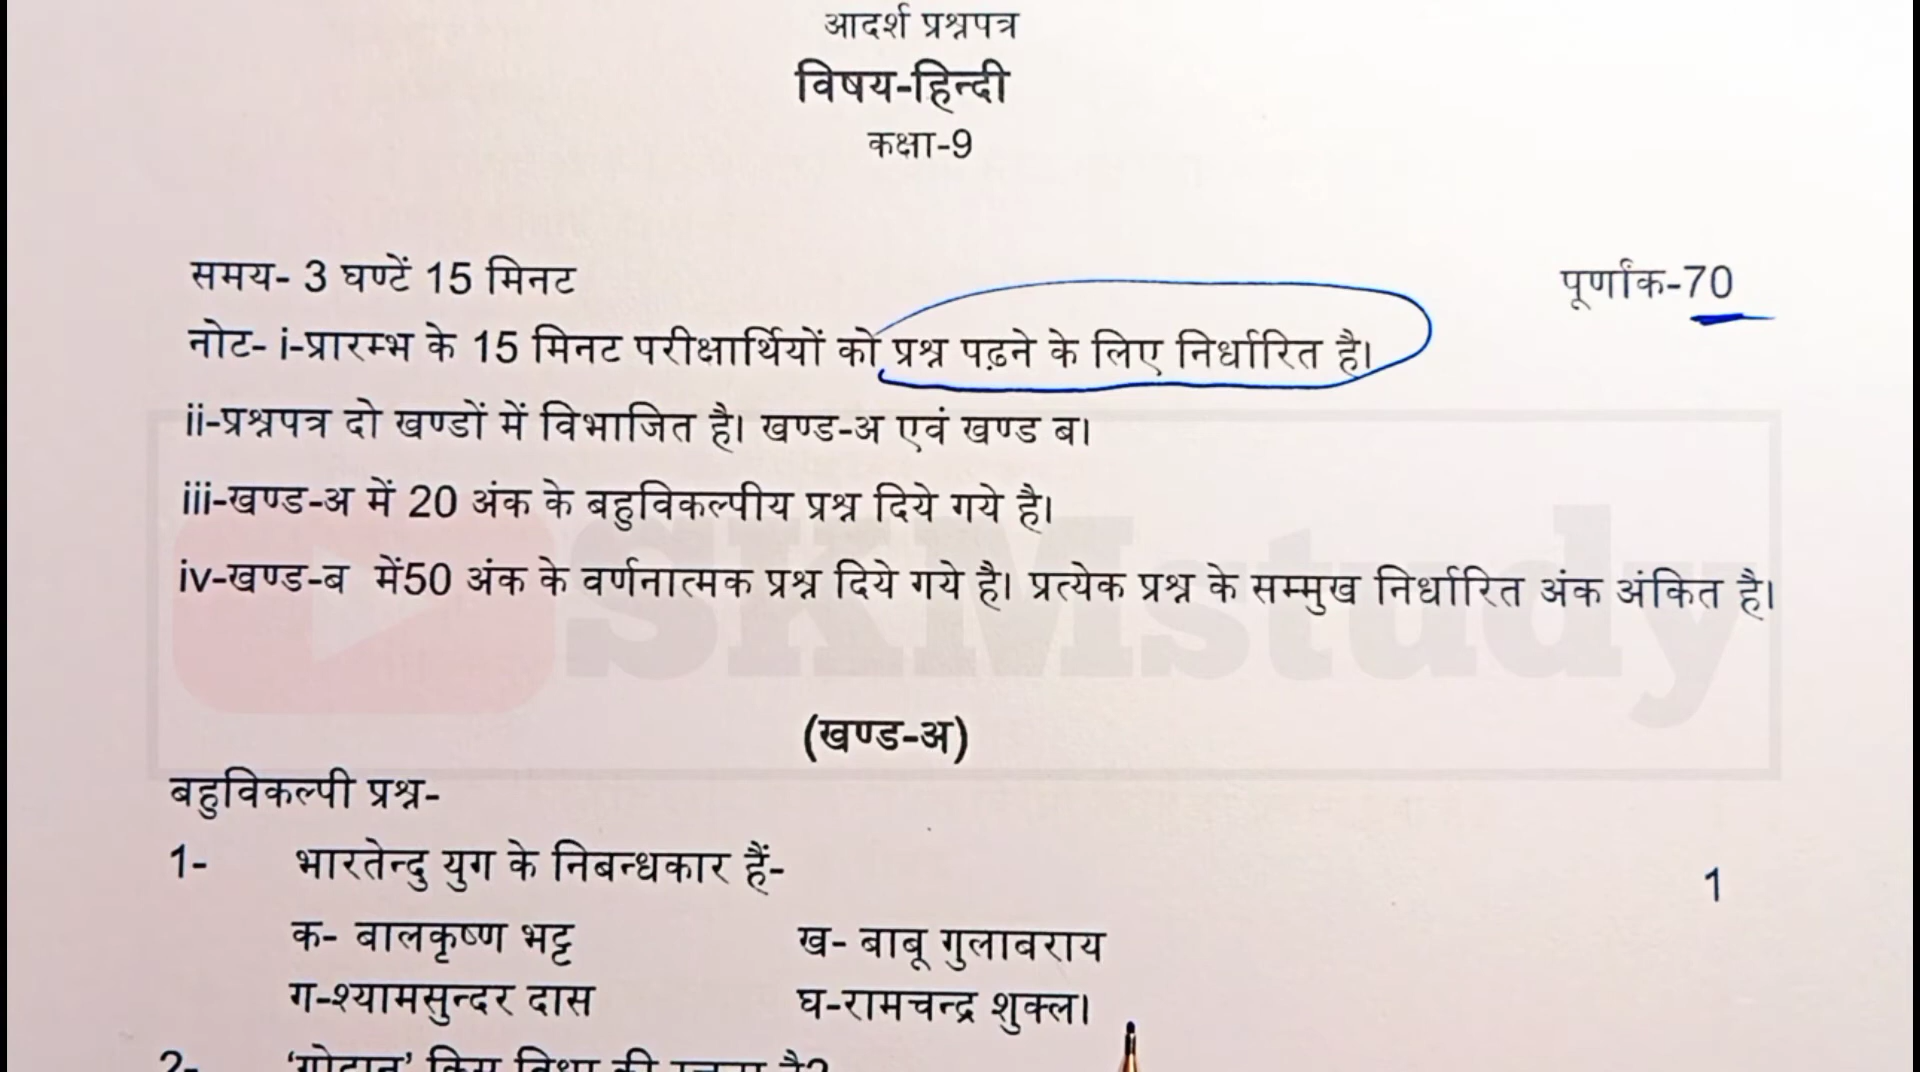 आदर्श प्रश्नपत्र
विषय-हिन्दी
कक्षा-9
समय- 3 घण्टें 15 मिनट
पूर्णांक-70
नोट- i-प्रारम्भ के 15 मिनट परीक्षार्थियों को प्रश्न पढ़ने के लिए निर्धारित है।
ii-प्रश्नपत्र दो खण्डों में विभाजित है। खण्ड-अ एवं खण्ड ब।
iii-खण्ड-अ में 20 अंक के बहुविकल्पीय प्रश्न दिये गये है।
iv-खण्ड-ब में50 अंक के वर्णनात्मक प्रश्न दिये गये है। प्रत्येक प्रश्न के सम्मुख निर्धारित अंक अंकित है।
SKMstudy
(खण्ड-अ)
बहुविकल्पी प्रश्न-
1- भारतेन्दु युग के निबन्धकार हैं- 1
क- बालकृष्ण भट्ट ख- बाबू गुलाबराय
ग-श्यामसुन्दर दास घ-रामचन्द्र शुक्ल।
2- 'गोदान' किस विधा की रचना है?